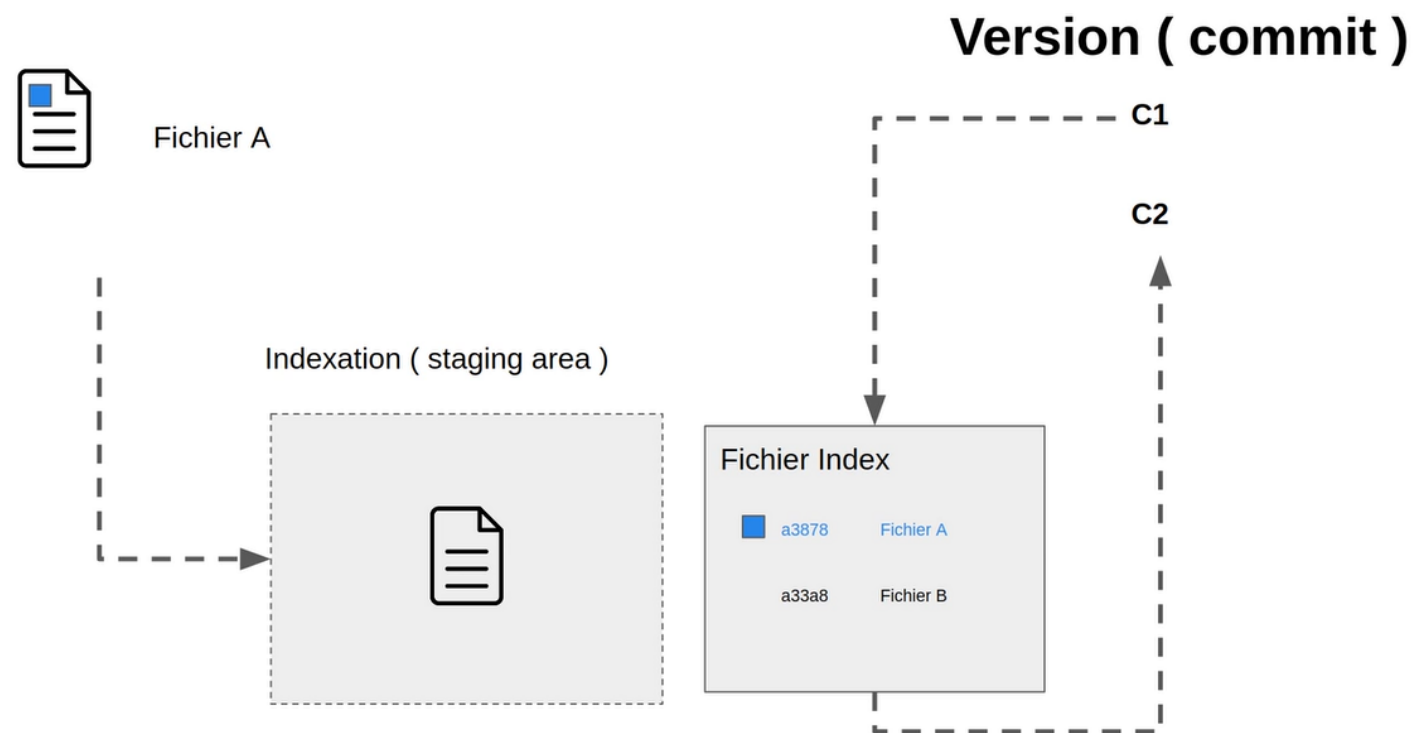 Version ( commit )
C1
Fichier A
C2
Indexation ( staging area )
Fichier Index
a3878 Fichier A
a33a8 Fichier B